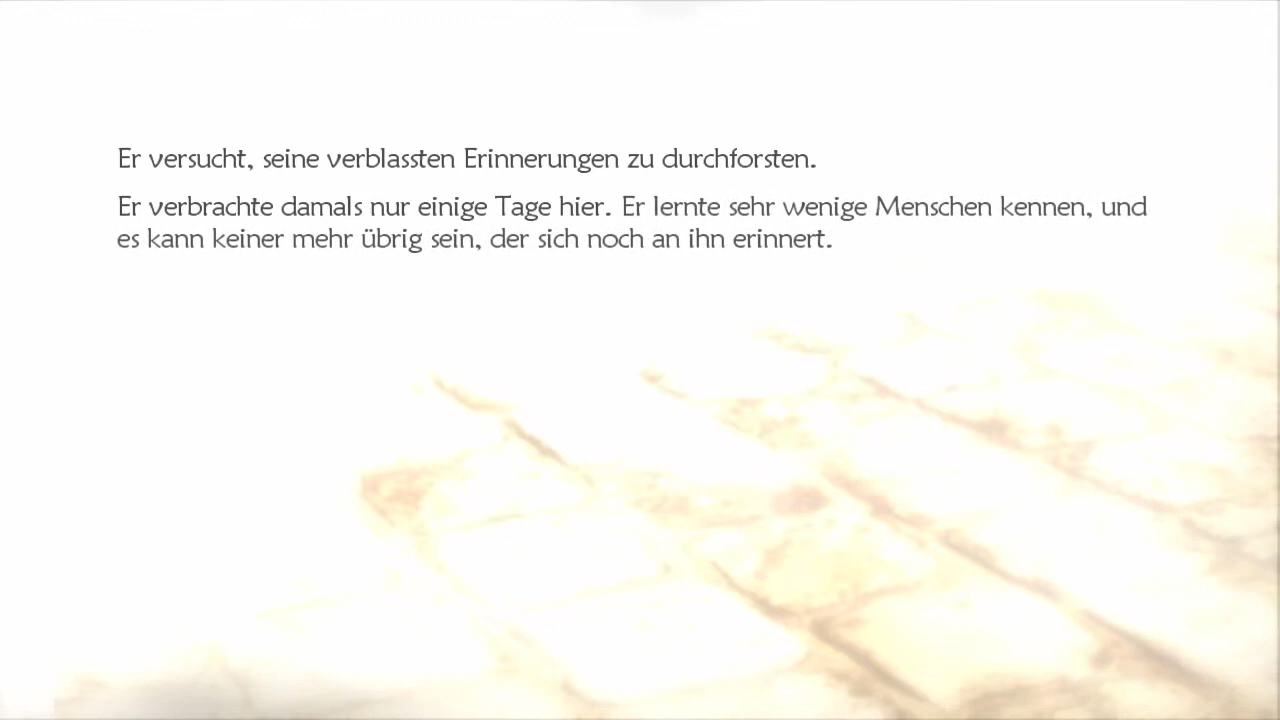 Er versucht, seine verblassten Erinnerungen zu durchforsten.
Er verbrachte damals nur einige Tage hier. Er lernte sehr wenige Menschen kennen, und
es kann keiner mehr übrig sein, der sich noch an ihn erinnert.